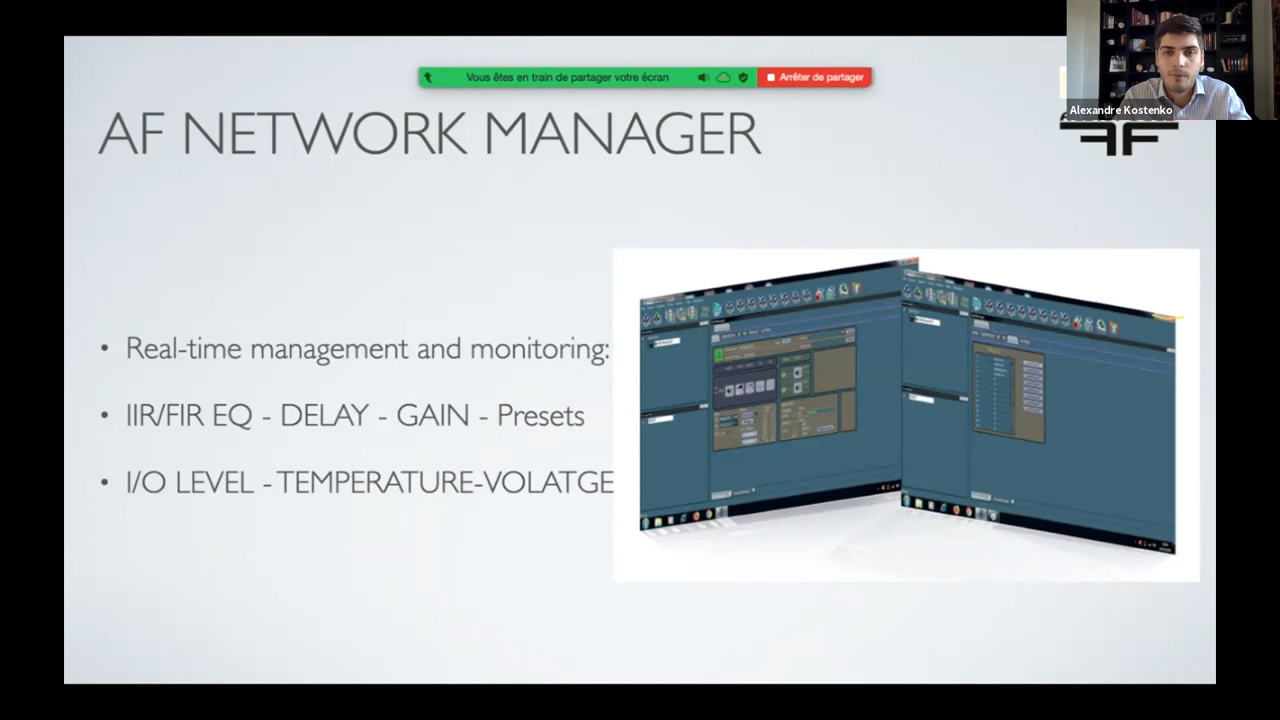 Vous êtes en train de partager votre écran
Arrêter de partager
Alexandre Kostenko
AF NETWORK MANAGER
• Real-time management and monitoring:
• IIR/FIR EQ - DELAY - GAIN - Presets
• I/O LEVEL - TEMPERATURE-VOLATGE